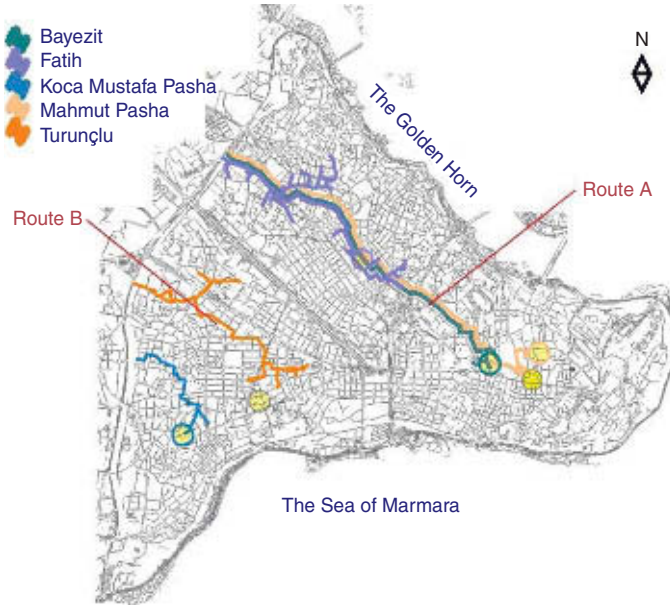 Bayezit
Fatih
Koca Mustafa Pasha
Mahmut Pasha
Turunçlu
N
The Golden Horn
Route A
Route B
The Sea of Marmara